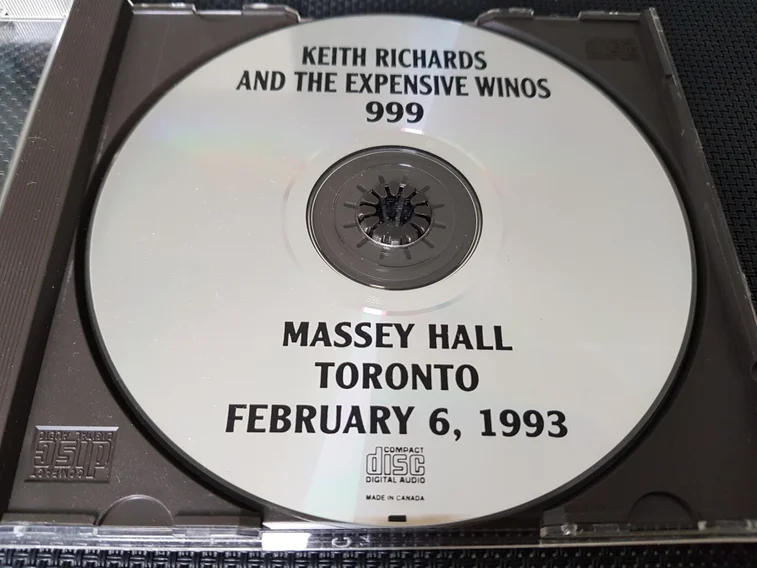 KEITH RICHARDS
AND THE EXPENSIVE WINOS
999
MASSEY HALL
TORONTO
FEBRUARY 6, 1993
COMPACT
disc
DIGITAL AUDIO
MADE IN CANADA